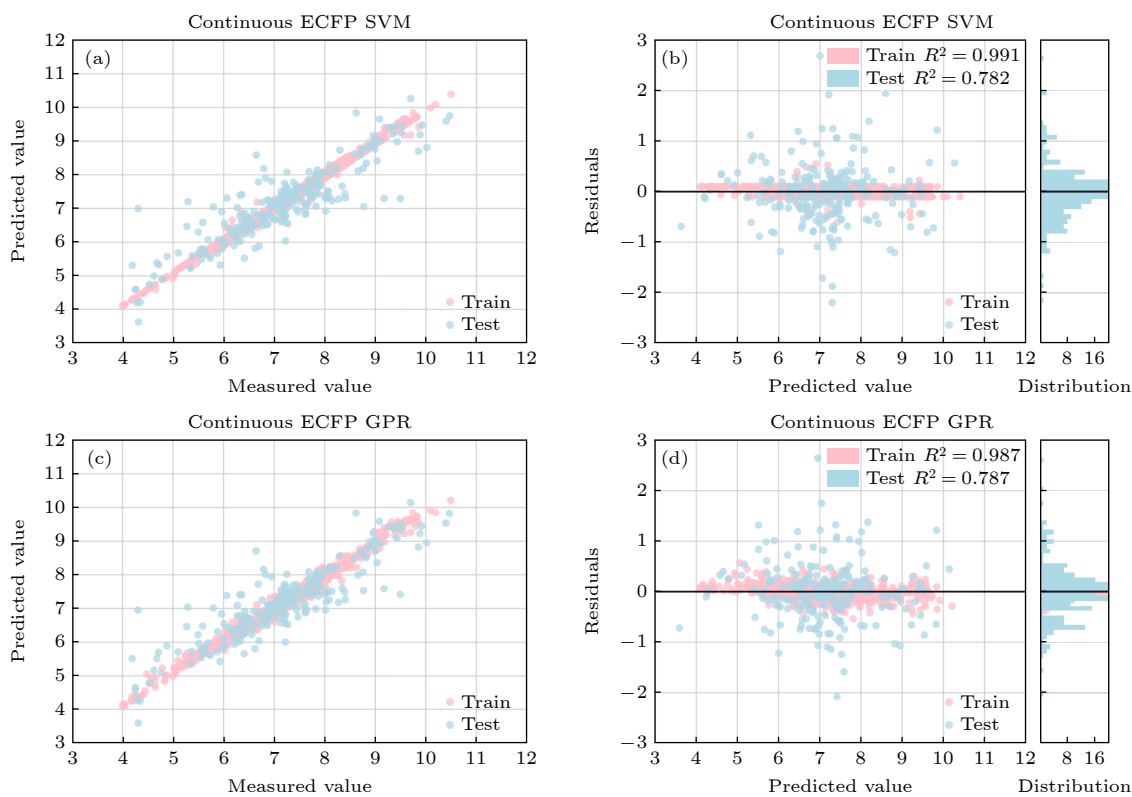 Continuous ECFP SVM
(a)
Predicted value
12
11
10
9
8
7
6
5
4
3
Train
Test
3 4 5 6 7 8 9 10 11 12
Measured value
Continuous ECFP SVM
(b)
Train R² = 0.991
Test R² = 0.782
Residuals
3
2
1
0
−1
−2
−3
Train
Test
3 4 5 6 7 8 9 10 11 12
Predicted value
8 16
Distribution
Continuous ECFP GPR
(c)
Predicted value
12
11
10
9
8
7
6
5
4
3
Train
Test
3 4 5 6 7 8 9 10 11 12
Measured value
Continuous ECFP GPR
(d)
Train R² = 0.987
Test R² = 0.787
Residuals
3
2
1
0
−1
−2
−3
Train
Test
3 4 5 6 7 8 9 10 11 12
Predicted value
8 16
Distribution